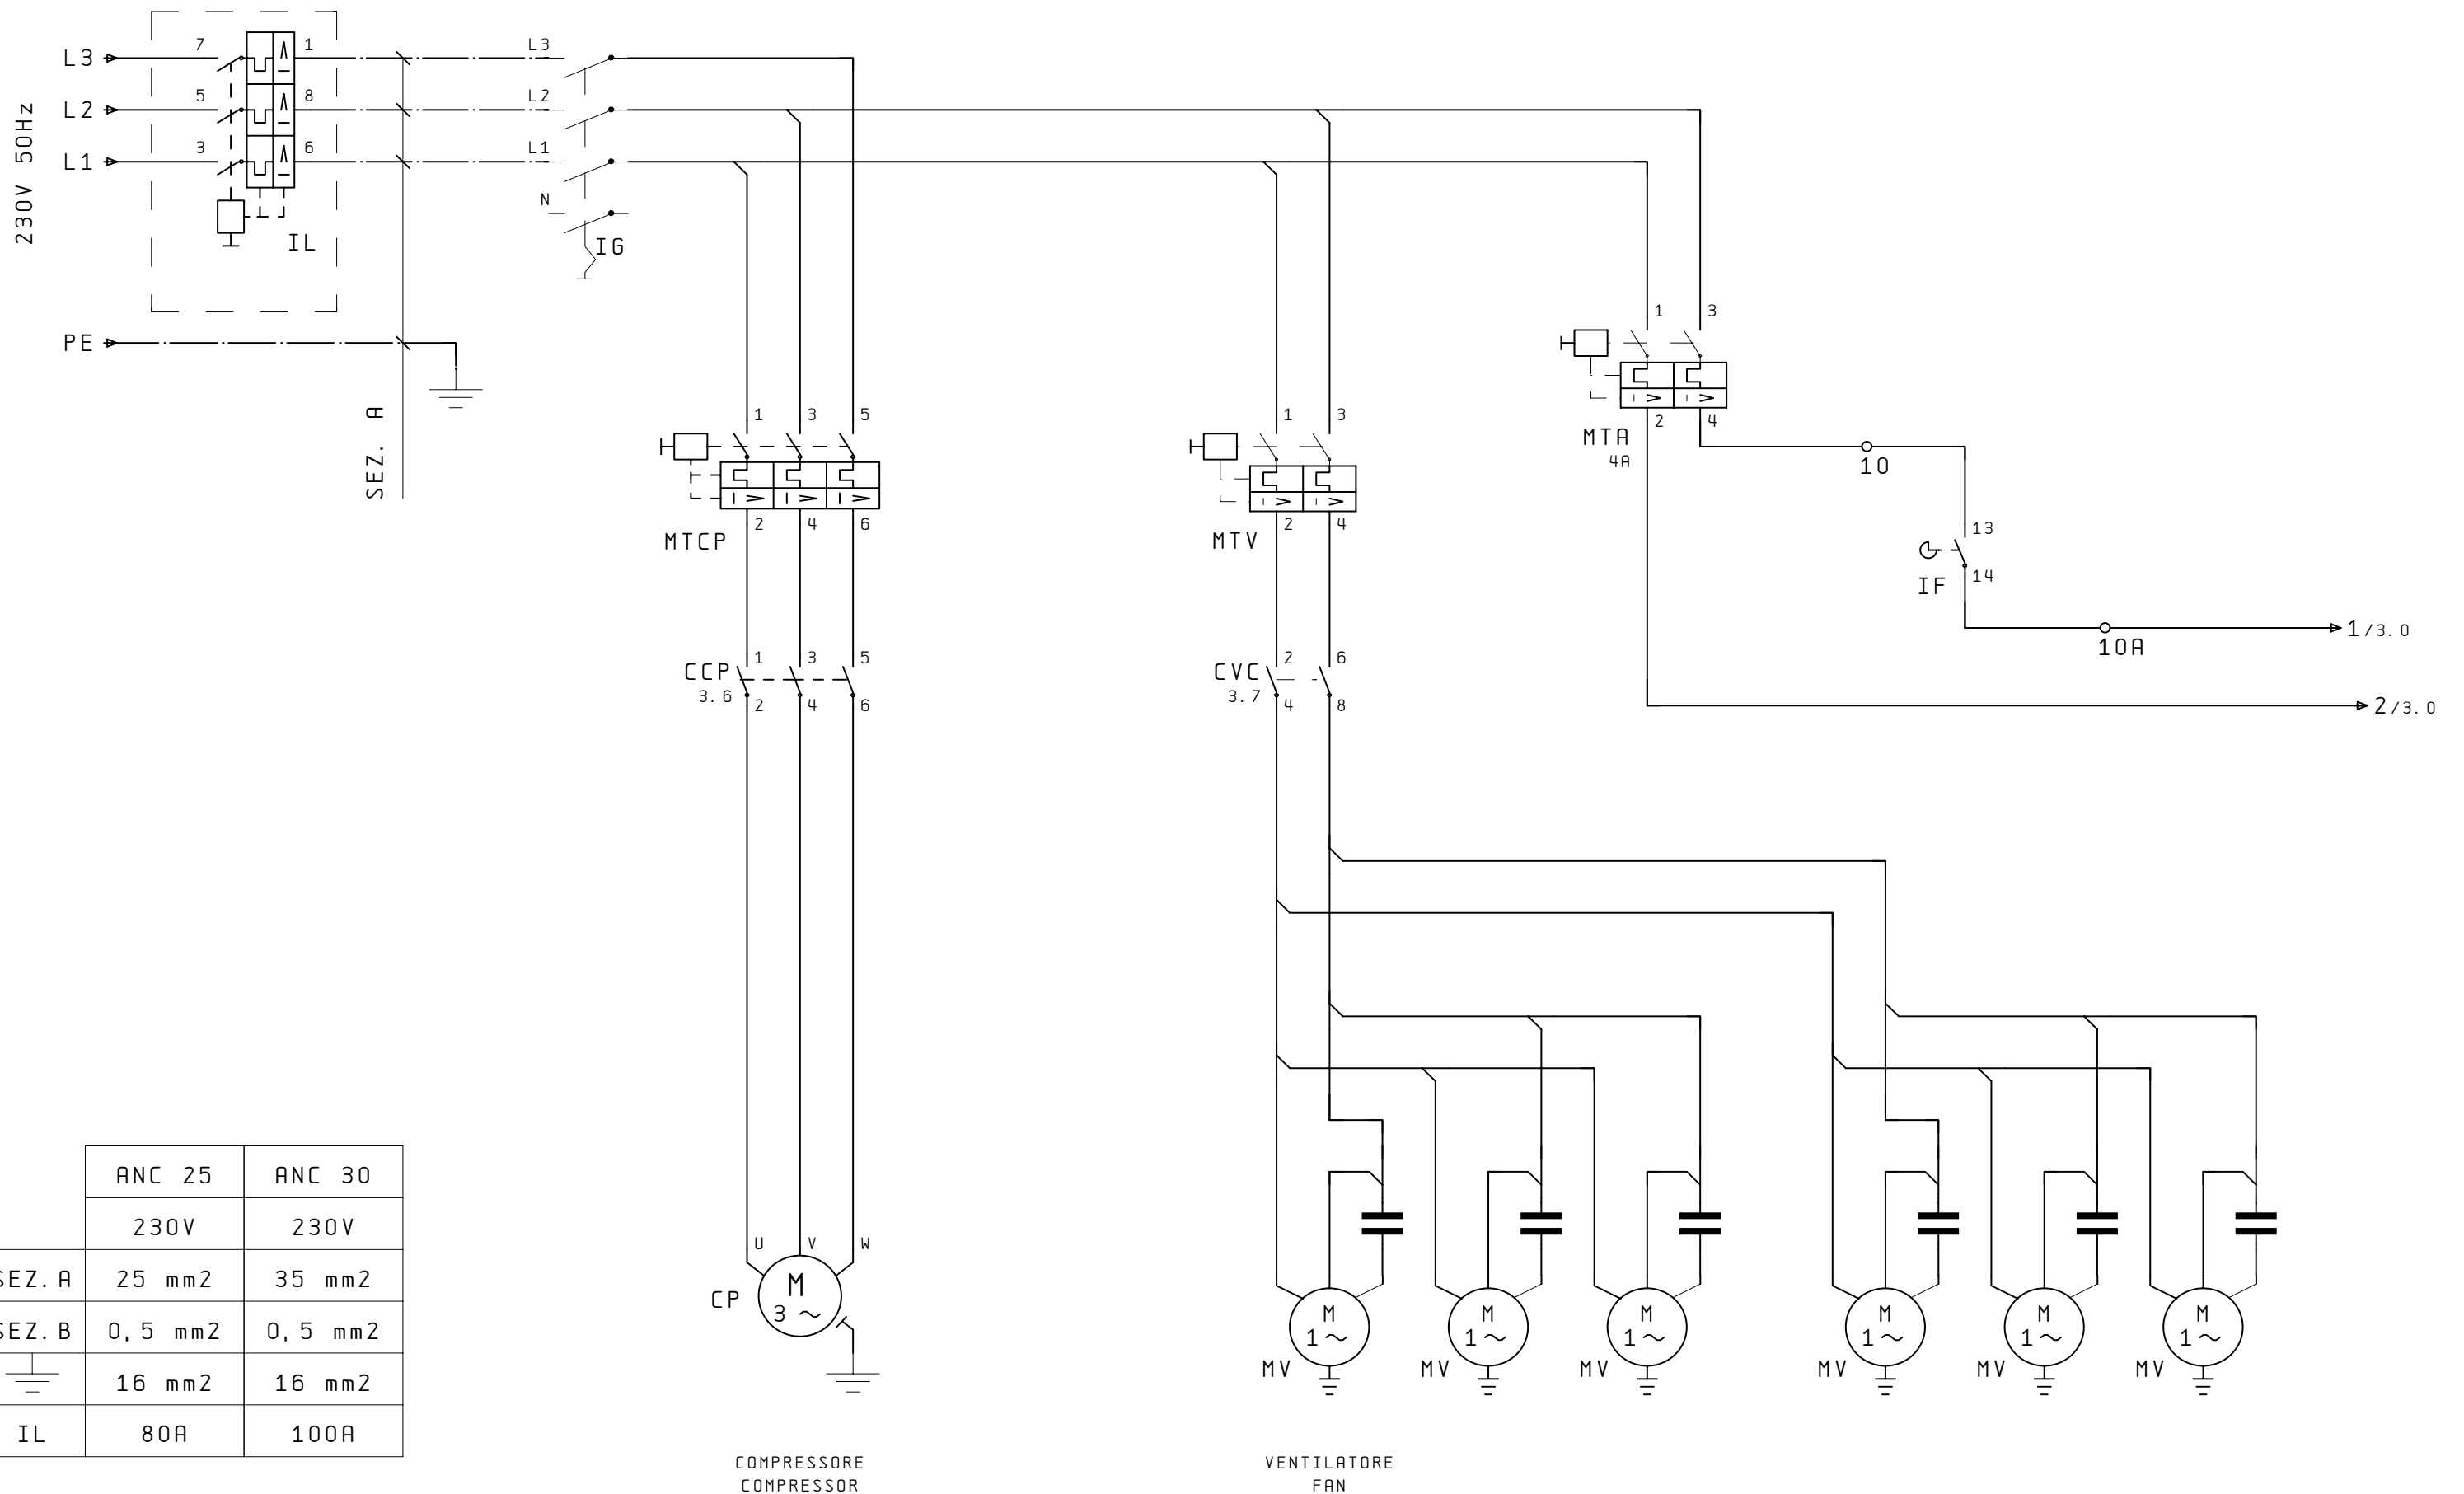 230V 50Hz
L3
7
1
L3
L2
5
8
L2
L1
3
6
L1
N
IL
IG
PE
SEZ. A
1 3 5
MTCP
2 4 6
1 3
MTV
2 4
1 3
MTA
4A
2 4
10
13
IF
14
10A
1/3.0
2/3.0
CCP
3.6
1 3 5
2 4 6
CVC
3.7
2 6
4 8
U V W
CP
M
3~
M
1~
MV
M
1~
MV
M
1~
MV
M
1~
MV
M
1~
MV
M
1~
MV
ANC 25 ANC 30
230V 230V
SEZ.A 25 mm2 35 mm2
SEZ.B 0,5 mm2 0,5 mm2
16 mm2 16 mm2
IL 80A 100A
COMPRESSORE
COMPRESSOR
VENTILATORE
FAN